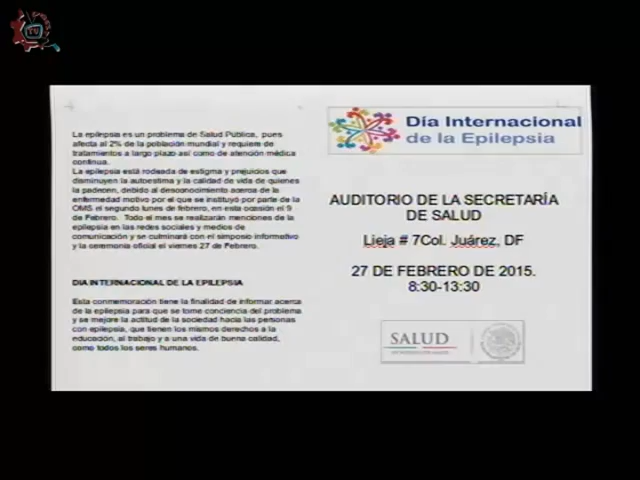 TV
La epilepsia es un problema de Salud Pública, pues
afecta al 2% de la población mundial y requiere de
tratamientos a largo plazo así como de atención médica
continua.
La epilepsia está rodeada de estigma y prejuicios que
disminuyen la autoestima y la calidad de vida de quienes
la padecen, debido al desconocimiento acerca de la
enfermedad motivo por el que se instituyó por parte de la
OMS el segundo lunes de febrero, en esta ocasión el 9
de Febrero. Todo el mes se realizarán menciones de la
epilepsia en las redes sociales y medios de
comunicación y se culminará con el simposio informativo
y la ceremonia oficial el viernes 27 de Febrero.
DIA INTERNACIONAL DE LA EPILEPSIA
Esta conmemoración tiene la finalidad de informar acerca
de la epilepsia para que se tome conciencia del problema
y se mejore la actitud de la sociedad hacia las personas
con epilepsia, que tienen los mismos derechos a la
educación, al trabajo y a una vida de buena calidad,
como todos los seres humanos.
Día Internacional
de la Epilepsia
AUDITORIO DE LA SECRETARÍA
DE SALUD
Lieja # 7Col. Juárez, DF
27 DE FEBRERO DE 2015.
8:30-13:30
SALUD